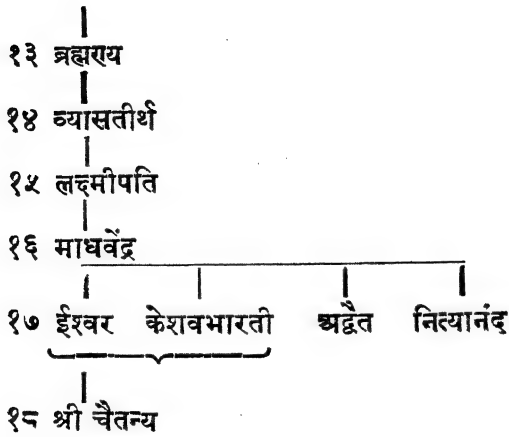 १३ ब्रह्मण्य
१४ व्यासतीर्थ
१५ लक्ष्मीपति
१६ माधवेंद्र
१७ ईश्वर केशवभारती अद्वैत नित्यानंद
१८ श्री चैतन्य